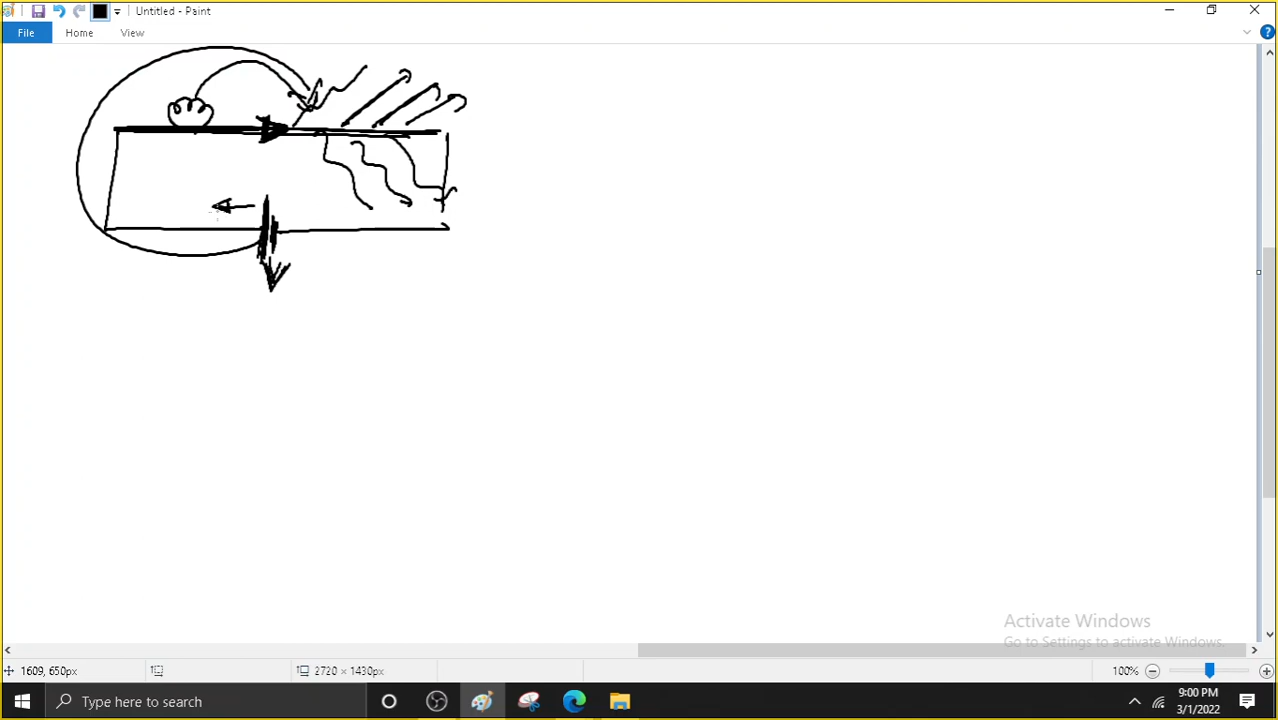 Untitled - Paint
File Home View
Activate Windows
Go to Settings to activate Windows.
1609, 650px 2720 × 1430px 100%
Type here to search
9:00 PM
3/1/2022